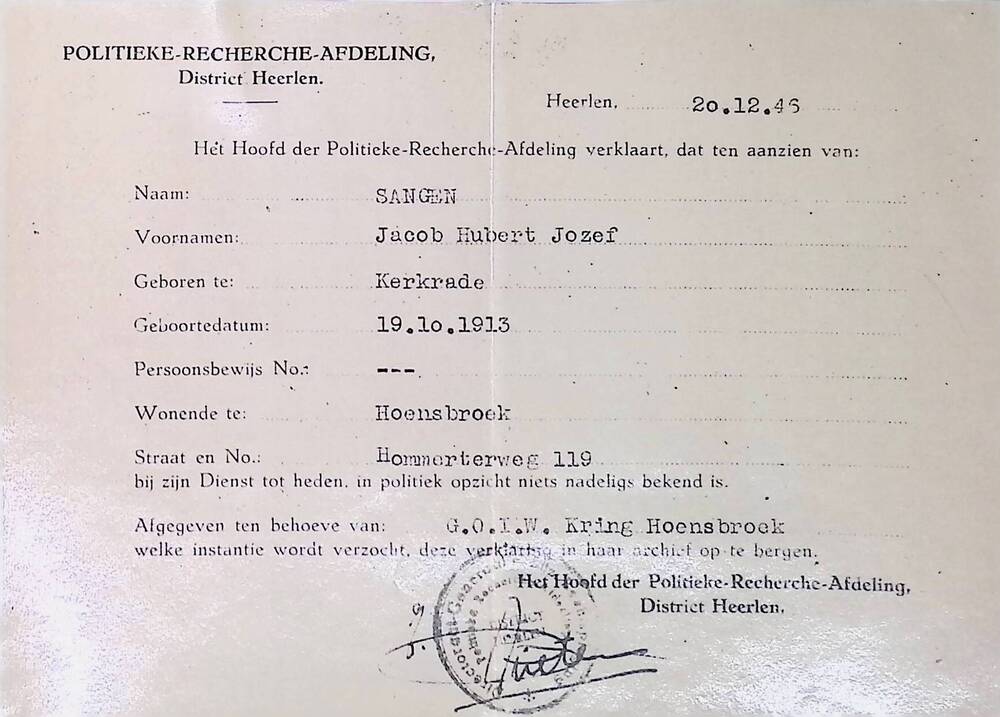 POLITIEKE-RECHERCHE-AFDELING,
District Heerlen.
Heerlen, 20.12.46
Het Hoofd der Politieke-Recherche-Afdeling verklaart, dat ten aanzien van:
Naam: SANGEN
Voornamen: Jacob Hubert Jozef
Geboren te: Kerkrade
Geboortedatum: 19.10.1913
Persoonsbewijs No.: ---
Wonende te: Hoensbroek
Straat en No.: Hommerterweg 119
bij zijn Dienst tot heden, in politiek opzicht niets nadeligs bekend is.
Afgegeven ten behoeve van: G.O.I.W. Kring Hoensbroek
welke instantie wordt verzocht, deze verklaring in haar archief op te bergen.
Het Hoofd der Politieke-Recherche-Afdeling,
District Heerlen,